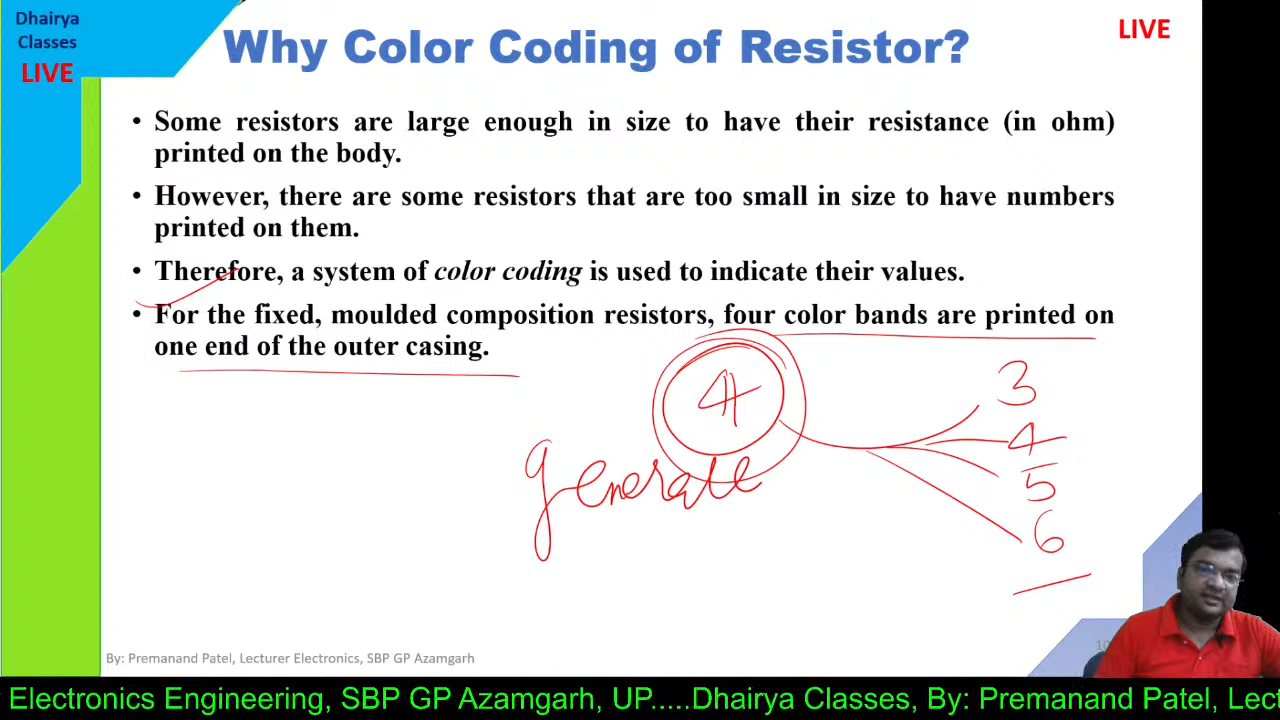 Dhairya
Classes
LIVE
Why Color Coding of Resistor?
LIVE
• Some resistors are large enough in size to have their resistance (in ohm)
printed on the body.
• However, there are some resistors that are too small in size to have numbers
printed on them.
• Therefore, a system of color coding is used to indicate their values.
• For the fixed, moulded composition resistors, four color bands are printed on
one end of the outer casing.
4
3
4
5
6
generate
By: Premanand Patel, Lecturer Electronics, SBP GP Azamgarh
10
Electronics Engineering, SBP GP Azamgarh, UP.....Dhairya Classes, By: Premanand Patel, Lec